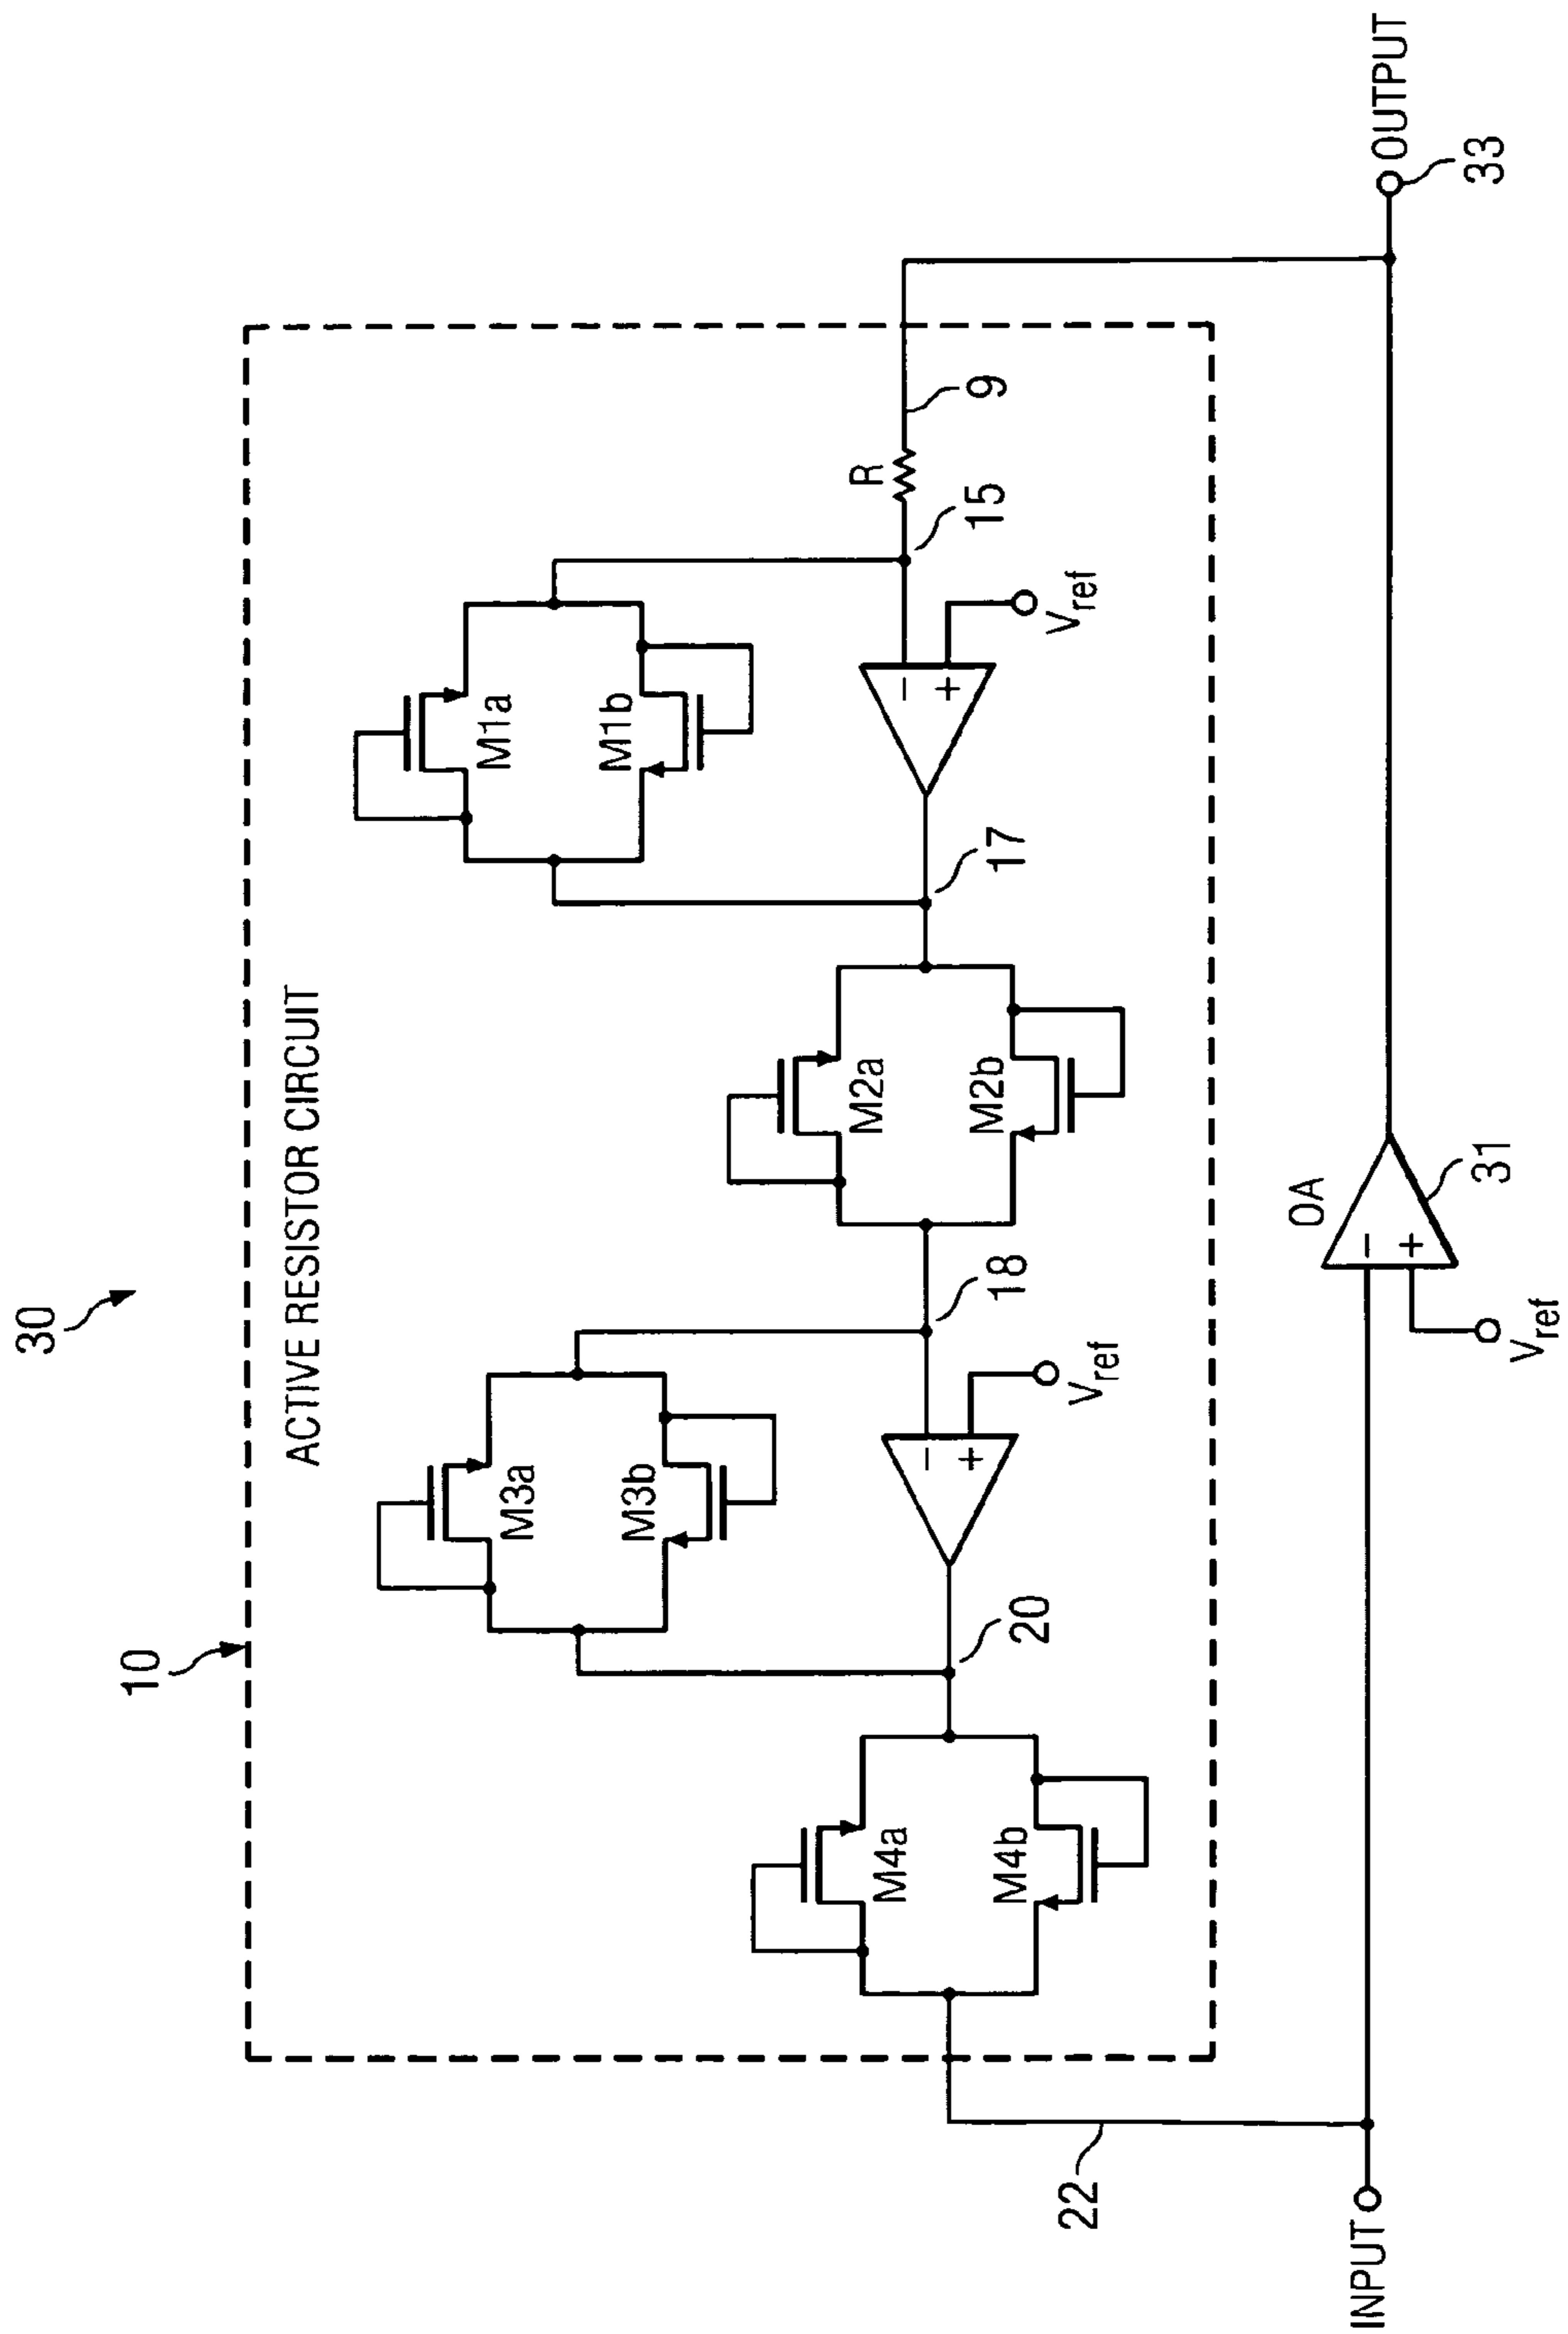 30
10
ACTIVE RESISTOR CIRCUIT
M3a
M3b
M1a
M1b
M4a
M4b
M2a
M2b
R
9
15
17
18
20
22
−
+
Vref
−
+
Vref
INPUT
OA
−
+
31
Vref
OUTPUT
33